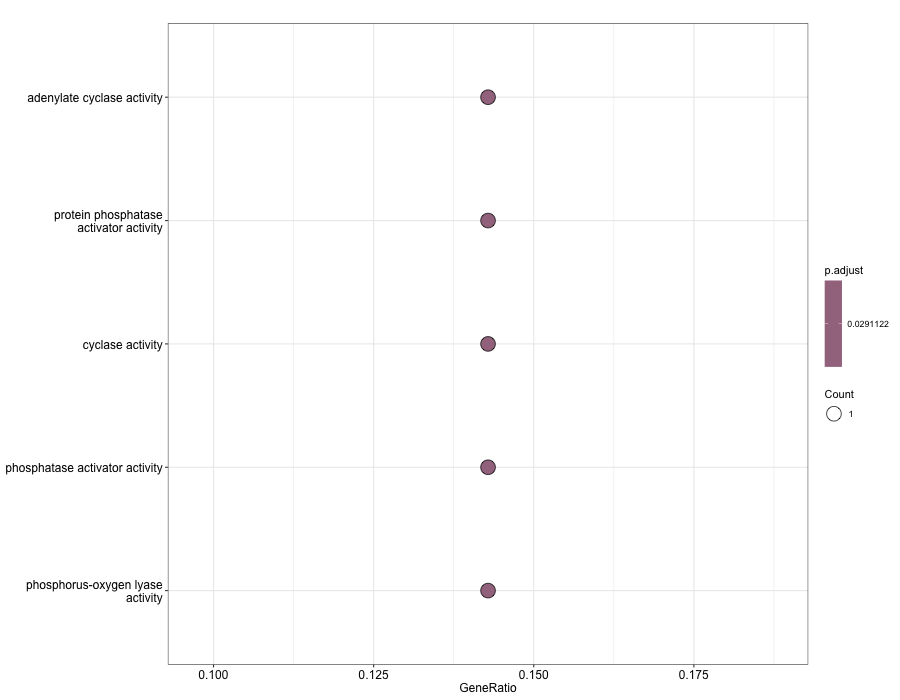 adenylate cyclase activity
protein phosphatase
activator activity
cyclase activity
phosphatase activator activity
phosphorus-oxygen lyase
activity
0.100
0.125
0.150
0.175
GeneRatio
p.adjust
0.0291122
Count
1